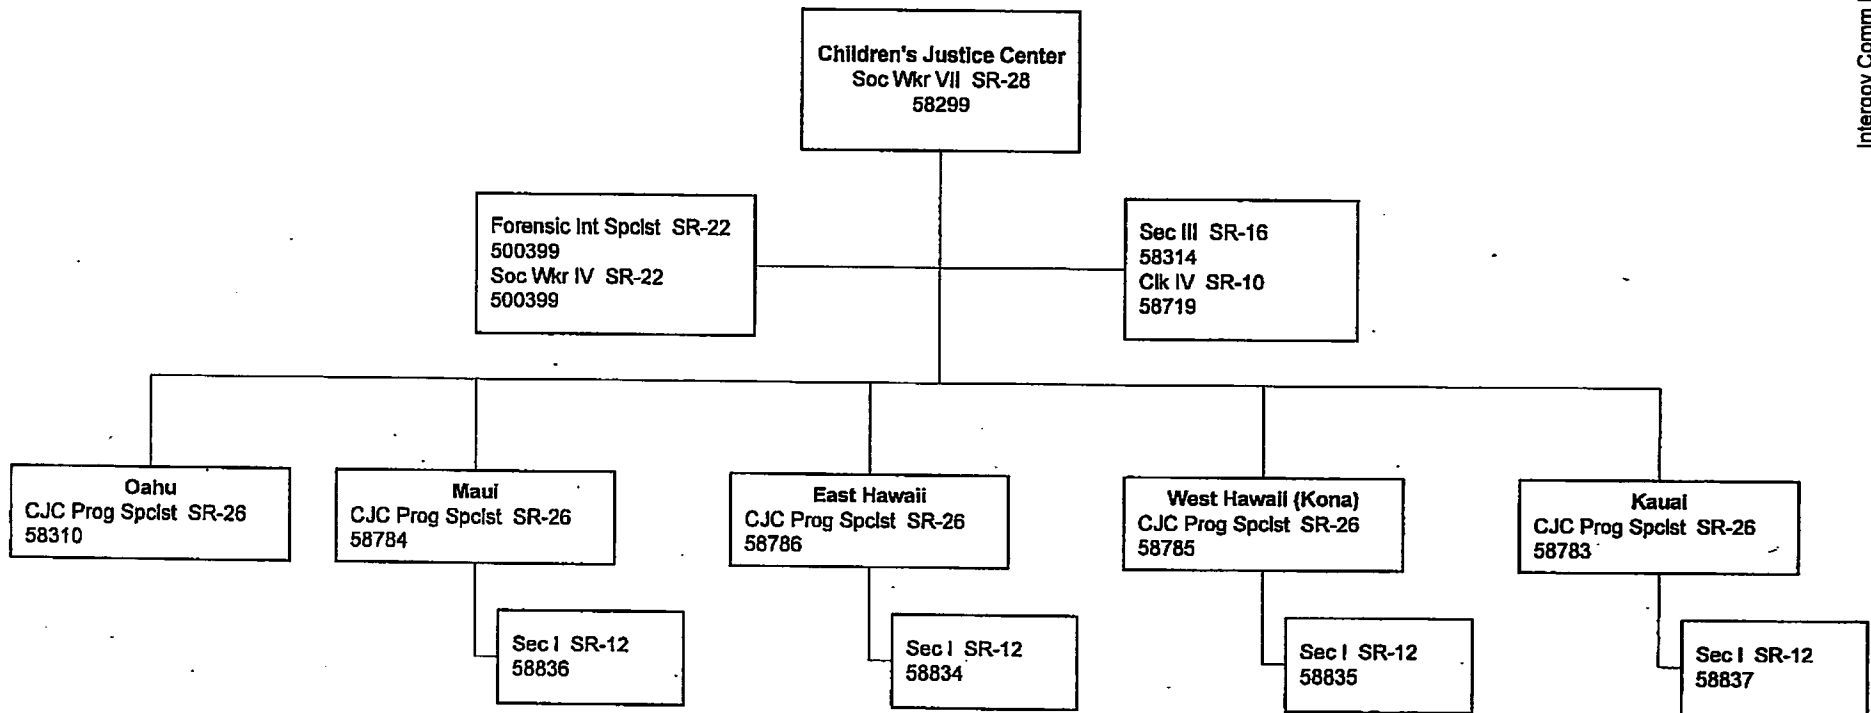 Intergov Comm
Children's Justice Center
Soc Wkr VII SR-28
58299
Forensic Int Spclst SR-22
500399
Soc Wkr IV SR-22
500399
Sec III SR-16
58314
Clk IV SR-10
58719
Oahu
CJC Prog Spclst SR-26
58310
Maui
CJC Prog Spclst SR-26
58784
East Hawaii
CJC Prog Spclst SR-26
58786
West Hawaii (Kona)
CJC Prog Spclst SR-26
58785
Kauai
CJC Prog Spclst SR-26
58783
Sec I SR-12
58836
Sec I SR-12
58834
Sec I SR-12
58835
Sec I SR-12
58837